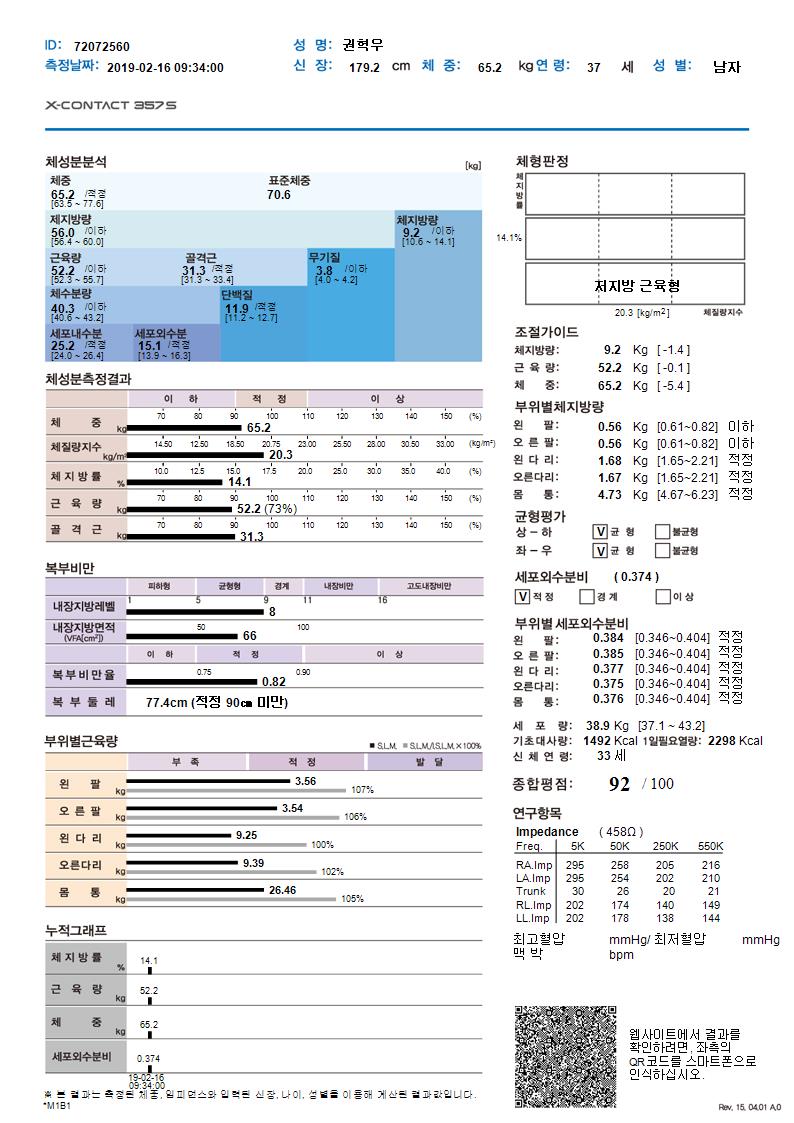 ID: 72072560 성 명: 권혁우
측정날짜: 2019-02-16 09:34:00 신 장: 179.2 cm 체 중: 65.2 kg 연 령: 37 세 성 별: 남자
X-CONTACT 357S
체성분분석 [kg]
체중 표준체중
65.2 /적정 70.6
[63.5 ~ 77.6]
제지방량 체지방량
56.0 /이하 9.2 /이하
[56.4 ~ 60.0] [10.6 ~ 14.1]
근육량 골격근 무기질
52.2 /이하 31.3 /적정 3.8 /이하
[52.3 ~ 55.7] [31.3 ~ 33.4] [4.0 ~ 4.2]
체수분량 단백질
40.3 /이하 11.9 /적정
[40.6 ~ 43.2] [11.2 ~ 12.7]
세포내수분 세포외수분
25.2 /적정 15.1 /적정
[24.0 ~ 26.4] [13.9 ~ 16.3]
체성분측정결과
이 하 적 정 이 상
체 중 kg 70 80 90 100 110 120 130 140 150 (%)
65.2
체질량지수 kg/m² 14.50 12.50 18.75 22.75 25.00 28.00 30.50 33.00 (kg/m²)
20.3
체 지 방 률 % 10.0 12.5 15.0 17.5 22.5 27.5 30.0 35.0 40.0 (%)
14.1
근 육 량 kg 70 80 90 100 110 120 130 140 150 (%)
52.2 (73%)
골 격 근 kg 70 80 90 100 110 120 130 140 150 (%)
31.3
복부비만
피하형 균형형 경계 내장비만 고도내장비만
내장지방레벨 1 5 9 11 16
8
내장지방면적 (VFA[cm²]) 50 100
66
이 하 적 정 이 상
복부비만율 0.75 0.90
0.82
복 부 둘 레 77.4cm (적정 90㎝ 미만)
부위별근육량 ■ S.L.M. ■ S.L.M./I.S.L.M.×100%
부 족 적 정 발 달
왼 팔 kg 3.56
107%
오 른 팔 kg 3.54
106%
왼 다 리 kg 9.25
100%
오른다리 kg 9.39
102%
몸 통 kg 26.46
105%
누적그래프
체 지 방 률 % 14.1
근 육 량 kg 52.2
체 중 kg 65.2
세포외수분비 0.374
19-02-16
09:34:00
※ 본 결과는 측정된 체중, 임피던스와 입력된 신장, 나이, 성별을 이용해 계산된 결과값입니다.
*M1B1
체형판정
체지방률
14.1%
저지방 근육형
20.3 [kg/m²] 체질량지수
조절가이드
체지방량: 9.2 Kg [ -1.4 ]
근 육 량: 52.2 Kg [ -0.1 ]
체 중: 65.2 Kg [ -5.4 ]
부위별체지방량
왼 팔: 0.56 Kg [0.61~0.82] 이하
오 른 팔: 0.56 Kg [0.61~0.82] 이하
왼 다 리: 1.68 Kg [1.65~2.21] 적정
오른다리: 1.67 Kg [1.65~2.21] 적정
몸 통: 4.73 Kg [4.67~6.23] 적정
균형평가
상 – 하 V 균 형 불균형
좌 – 우 V 균 형 불균형
세포외수분비 ( 0.374 )
V 적 정 경 계 이 상
부위별 세포외수분비
왼 팔: 0.384 [0.346~0.404] 적정
오 른 팔: 0.385 [0.346~0.404] 적정
왼 다 리: 0.377 [0.346~0.404] 적정
오른다리: 0.375 [0.346~0.404] 적정
몸 통: 0.376 [0.346~0.404] 적정
세 포 량: 38.9 Kg [37.1 ~ 43.2]
기초대사량: 1492 Kcal 1일필요열량: 2298 Kcal
신 체 연 령: 33 세
종합평점: 92 / 100
연구항목
Impedance ( 458Ω )
Freq. 5K 50K 250K 550K
RA.Imp 295 258 205 216
LA.Imp 295 254 202 210
Trunk 30 26 20 21
RL.Imp 202 174 140 149
LL.Imp 202 178 138 144
최고혈압 mmHg/ 최저혈압 mmHg
맥 박 bpm
웹사이트에서 결과를
확인하려면, 좌측의
QR코드를 스마트폰으로
인식하십시오.
Rev. 15. 04.01 A.0